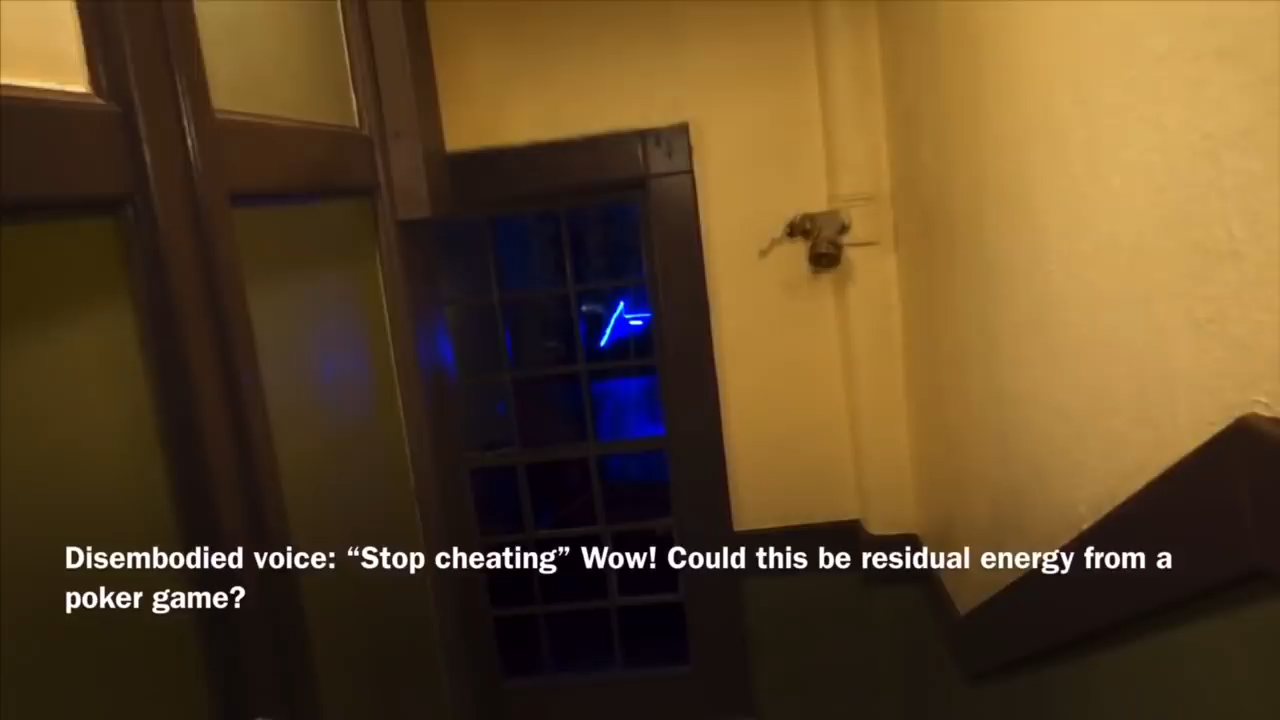 Disembodied voice: “Stop cheating” Wow! Could this be residual energy from a
poker game?